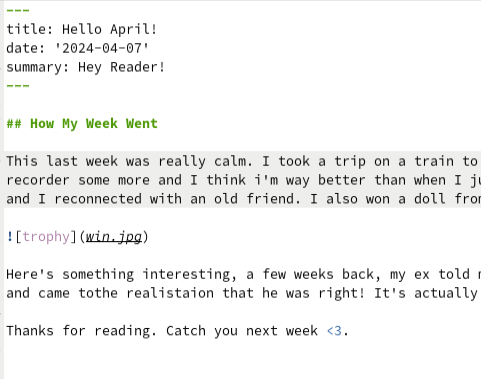 ---
title: Hello April!
date: '2024-04-07'
summary: Hey Reader!
---
## How My Week Went
This last week was really calm. I took a trip on a train to
recorder some more and I think i'm way better than when I
and I reconnected with an old friend. I also won a doll
![trophy](win.jpg)
Here's something interesting, a few weeks back, my ex told
and came tothe realistaion that he was right! It's actually
Thanks for reading. Catch you next week <3.